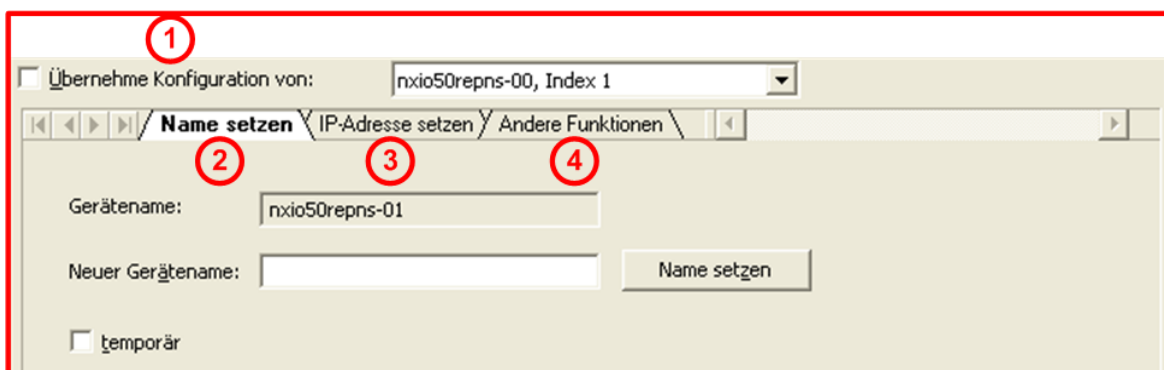 1
Übernehme Konfiguration von: nxio50repns-00, Index 1
Name setzen IP-Adresse setzen Andere Funktionen
2 3 4
Gerätename: nxio50repns-01
Neuer Gerätename: Name setzen
temporär